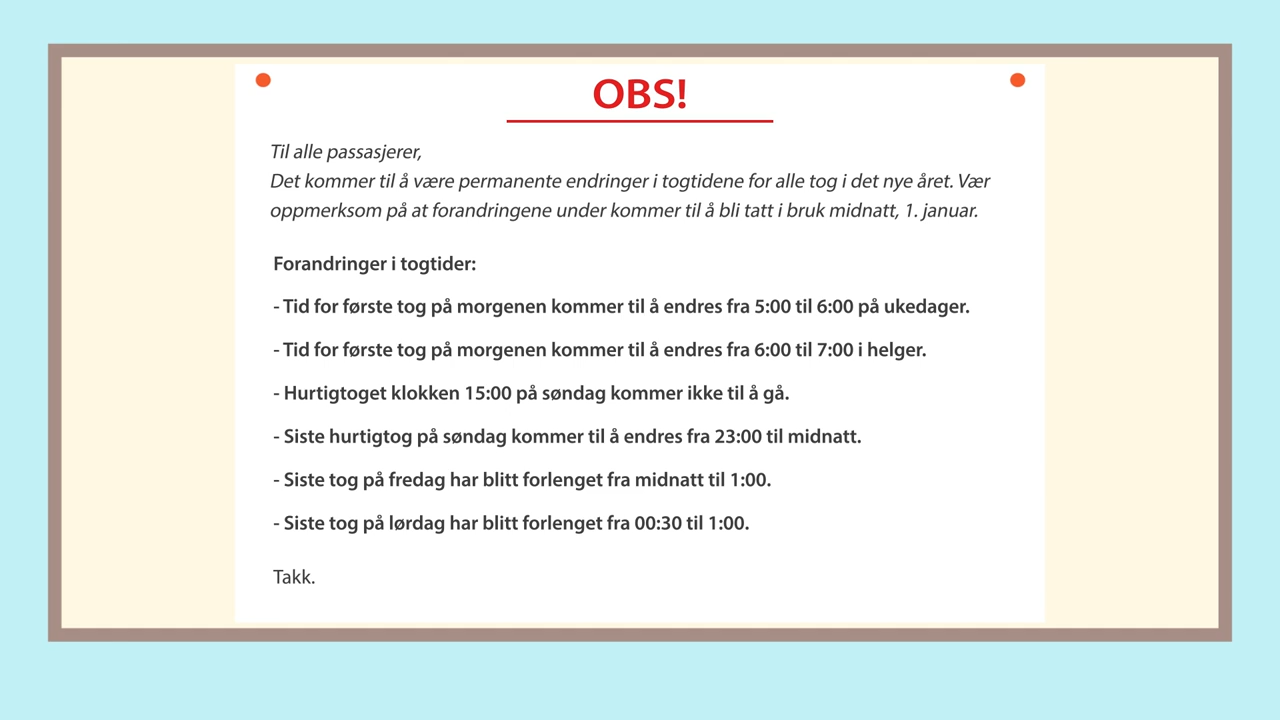 OBS!
Til alle passasjerer,
Det kommer til å være permanente endringer i togtidene for alle tog i det nye året. Vær
oppmerksom på at forandringene under kommer til å bli tatt i bruk midnatt, 1. januar.
Forandringer i togtider:
- Tid for første tog på morgenen kommer til å endres fra 5:00 til 6:00 på ukedager.
- Tid for første tog på morgenen kommer til å endres fra 6:00 til 7:00 i helger.
- Hurtigtoget klokken 15:00 på søndag kommer ikke til å gå.
- Siste hurtigtog på søndag kommer til å endres fra 23:00 til midnatt.
- Siste tog på fredag har blitt forlenget fra midnatt til 1:00.
- Siste tog på lørdag har blitt forlenget fra 00:30 til 1:00.
Takk.